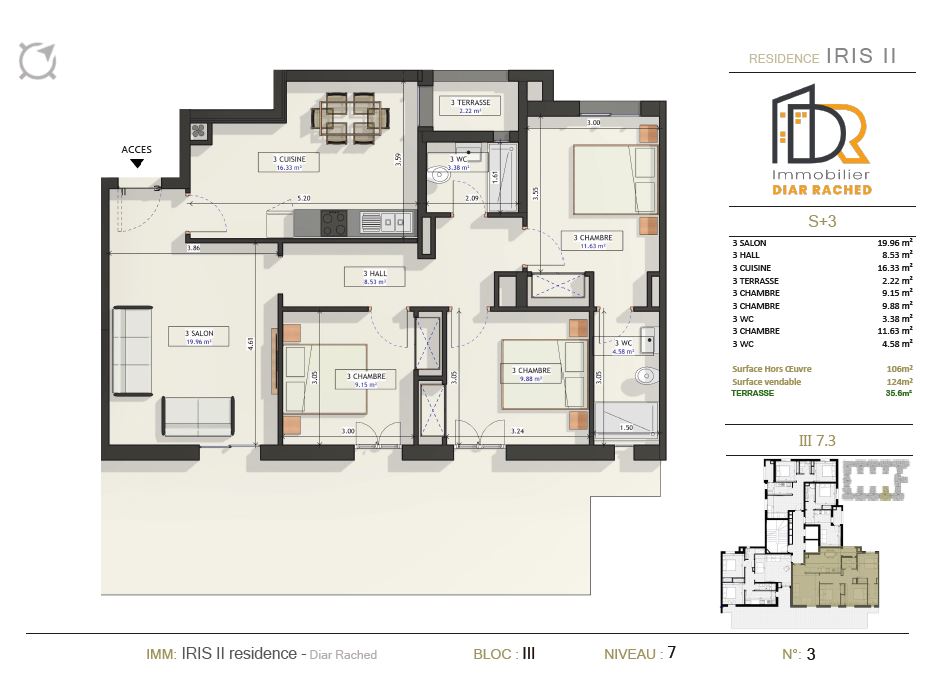 RESIDENCE IRIS II
DR
Immobilier
DIAR RACHED
S+3
3 SALON 19.96 m²
3 HALL 8.53 m²
3 CUISINE 16.33 m²
3 TERRASSE 2.22 m²
3 CHAMBRE 9.15 m²
3 CHAMBRE 9.88 m²
3 WC 3.38 m²
3 CHAMBRE 11.63 m²
3 WC 4.58 m²
Surface Hors Œuvre 106m²
Surface vendable 124m²
TERRASSE 35.6m²
III 7.3
ACCES
3 TERRASSE
2.22 m²
3.00
3 CUISINE
16.33 m²
3.59
3 WC
3.38 m²
1.61
2.09
3.55
5.20
3 CHAMBRE
11.63 m²
3.86
3 HALL
8.53 m²
3 SALON
19.96 m²
4.61
3 CHAMBRE
9.15 m²
3.05
3.00
3 CHAMBRE
9.88 m²
3.05
3.24
3 WC
4.58 m²
3.05
1.50
IMM: IRIS II residence - Diar Rached
BLOC : III
NIVEAU : 7
N°: 3